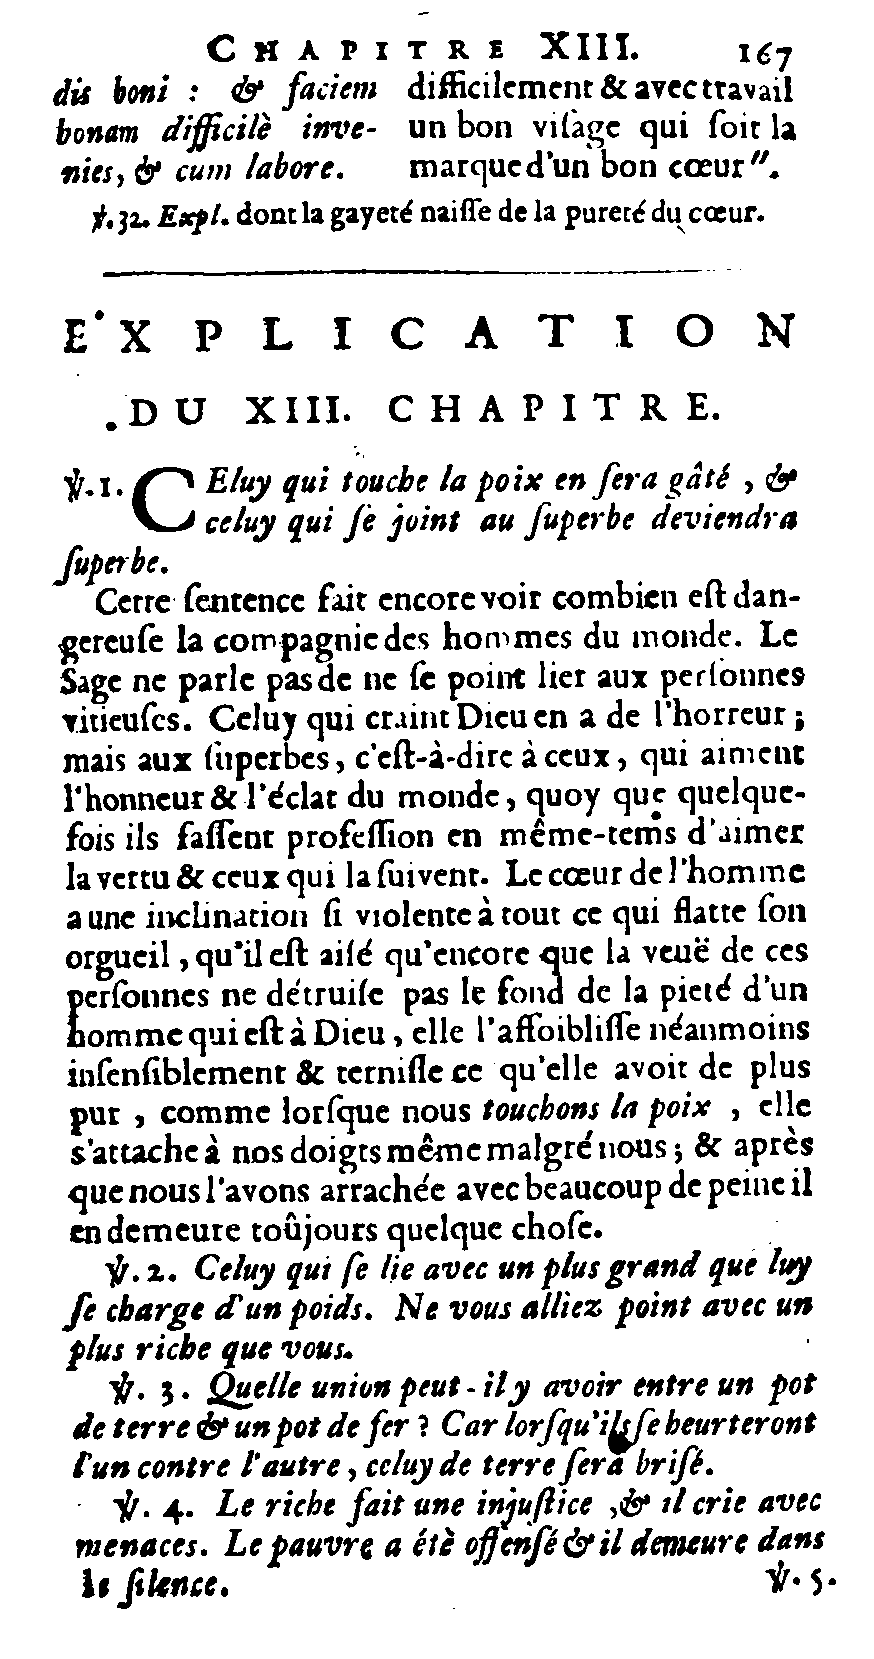 CHAPITRE XIII. 167
dis boni : & faciem
bonam difficilè inve-
nies, & cum labore.
difficilement & avec travail
un bon visage qui soit la
marque d'un bon cœur".
℣.32. Expl. dont la gayeté naisse de la pureté du cœur.
EXPLICATION
DU XIII. CHAPITRE.
℣.1. CEluy qui touche la poix en sera gâté, &
celuy qui se joint au superbe deviendra
superbe.
Cette sentence fait encore voir combien est dan-
gereuse la compagnie des hommes du monde. Le
Sage ne parle pas de ne se point lier aux personnes
vitieuses. Celuy qui craint Dieu en a de l'horreur ;
mais aux superbes, c'est-à-dire à ceux, qui aiment
l'honneur & l'éclat du monde, quoy que quelque-
fois ils fassent profession en même-tems d'aimer
la vertu & ceux qui la suivent. Le cœur de l'homme
a une inclination si violente à tout ce qui flatte son
orgueil, qu'il est aisé qu'encore que la veuë de ces
personnes ne détruise pas le fond de la pieté d'un
homme qui est à Dieu, elle l'affoiblisse néanmoins
insensiblement & ternisse ce qu'elle avoit de plus
pur, comme lorsque nous touchons la poix, elle
s'attache à nos doigts même malgré nous ; & après
que nous l'avons arrachée avec beaucoup de peine il
en demeure toûjours quelque chose.
℣. 2. Celuy qui se lie avec un plus grand que luy
se charge d'un poids. Ne vous alliez point avec un
plus riche que vous.
℣. 3. Quelle union peut-il y avoir entre un pot
de terre & un pot de fer ? Car lorsqu'ils se heurteront
l'un contre l'autre, celuy de terre sera brisé.
℣. 4. Le riche fait une injustice, & il crie avec
menaces. Le pauvre a étè offensé & il demeure dans
le silence. ℣. 5.